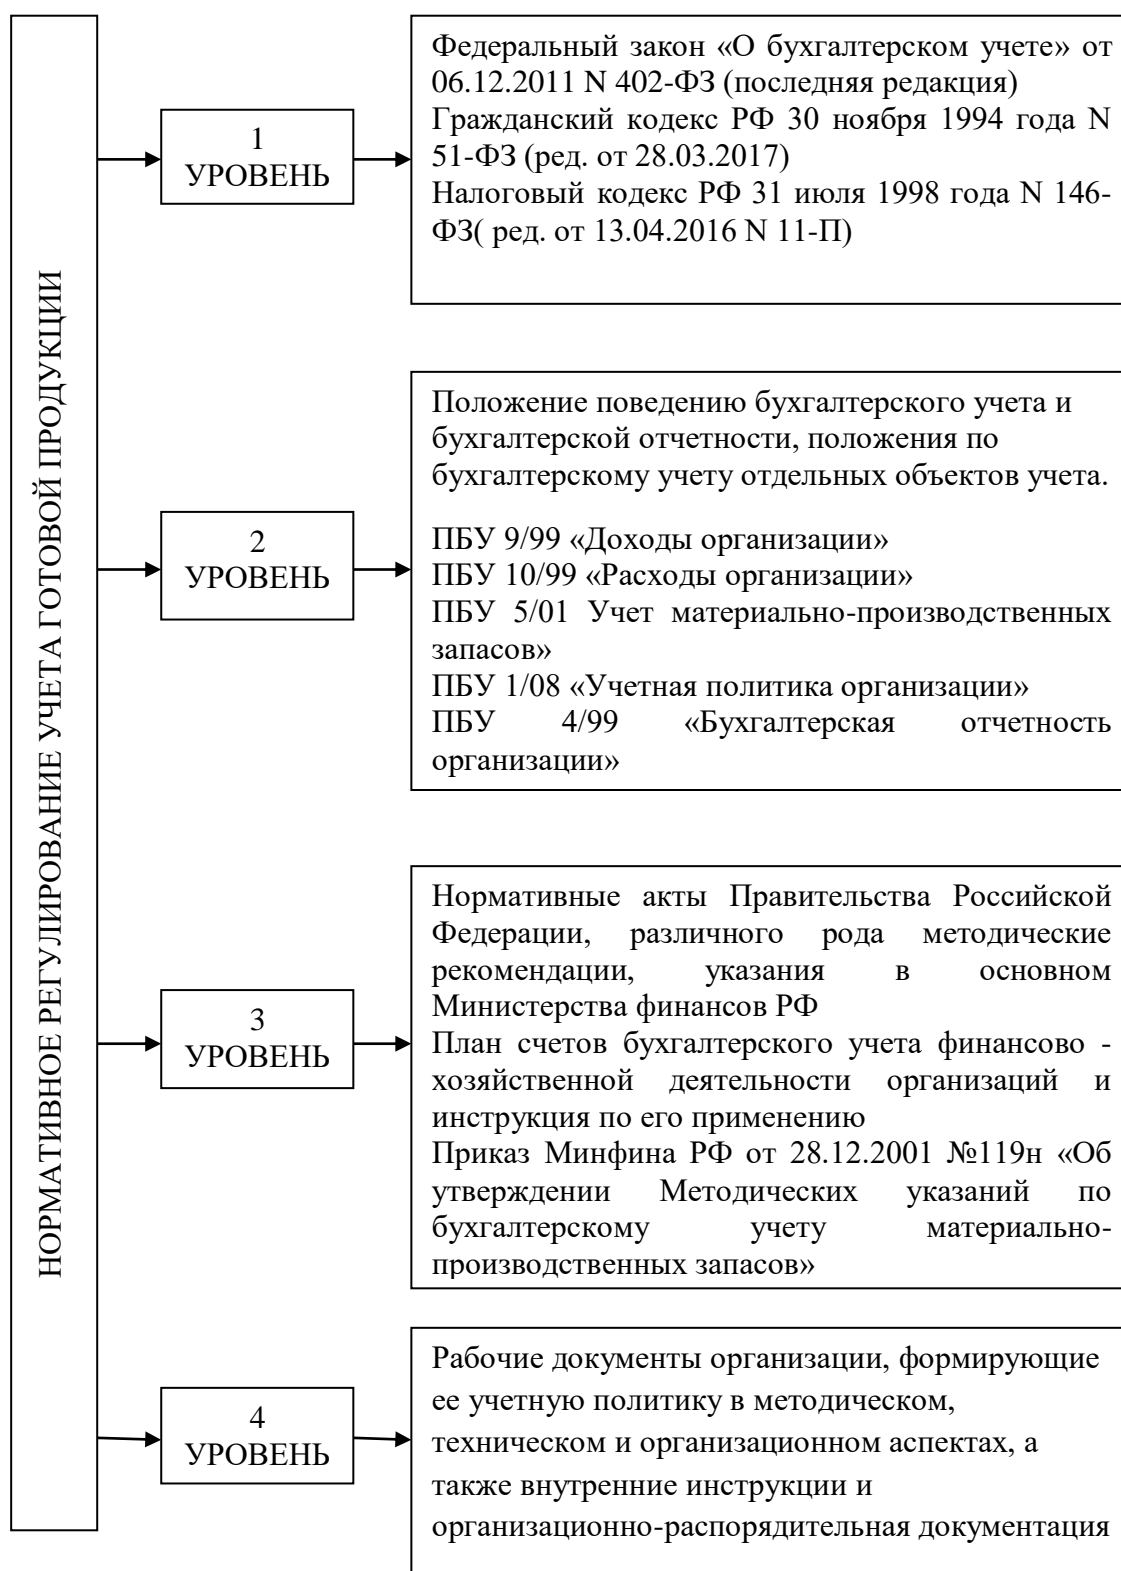 НОРМАТИВНОЕ РЕГУЛИРОВАНИЕ УЧЕТА ГОТОВОЙ ПРОДУКЦИИ
1
УРОВЕНЬ
Федеральный закон «О бухгалтерском учете» от
06.12.2011 N 402-ФЗ (последняя редакция)
Гражданский кодекс РФ 30 ноября 1994 года N
51-ФЗ (ред. от 28.03.2017)
Налоговый кодекс РФ 31 июля 1998 года N 146-
ФЗ( ред. от 13.04.2016 N 11-П)
2
УРОВЕНЬ
Положение поведению бухгалтерского учета и
бухгалтерской отчетности, положения по
бухгалтерскому учету отдельных объектов учета.
ПБУ 9/99 «Доходы организации»
ПБУ 10/99 «Расходы организации»
ПБУ 5/01 Учет материально-производственных
запасов»
ПБУ 1/08 «Учетная политика организации»
ПБУ 4/99 «Бухгалтерская отчетность
организации»
3
УРОВЕНЬ
Нормативные акты Правительства Российской
Федерации, различного рода методические
рекомендации, указания в основном
Министерства финансов РФ
План счетов бухгалтерского учета финансово -
хозяйственной деятельности организаций и
инструкция по его применению
Приказ Минфина РФ от 28.12.2001 №119н «Об
утверждении Методических указаний по
бухгалтерскому учету материально-
производственных запасов»
4
УРОВЕНЬ
Рабочие документы организации, формирующие
ее учетную политику в методическом,
техническом и организационном аспектах, а
также внутренние инструкции и
организационно-распорядительная документация